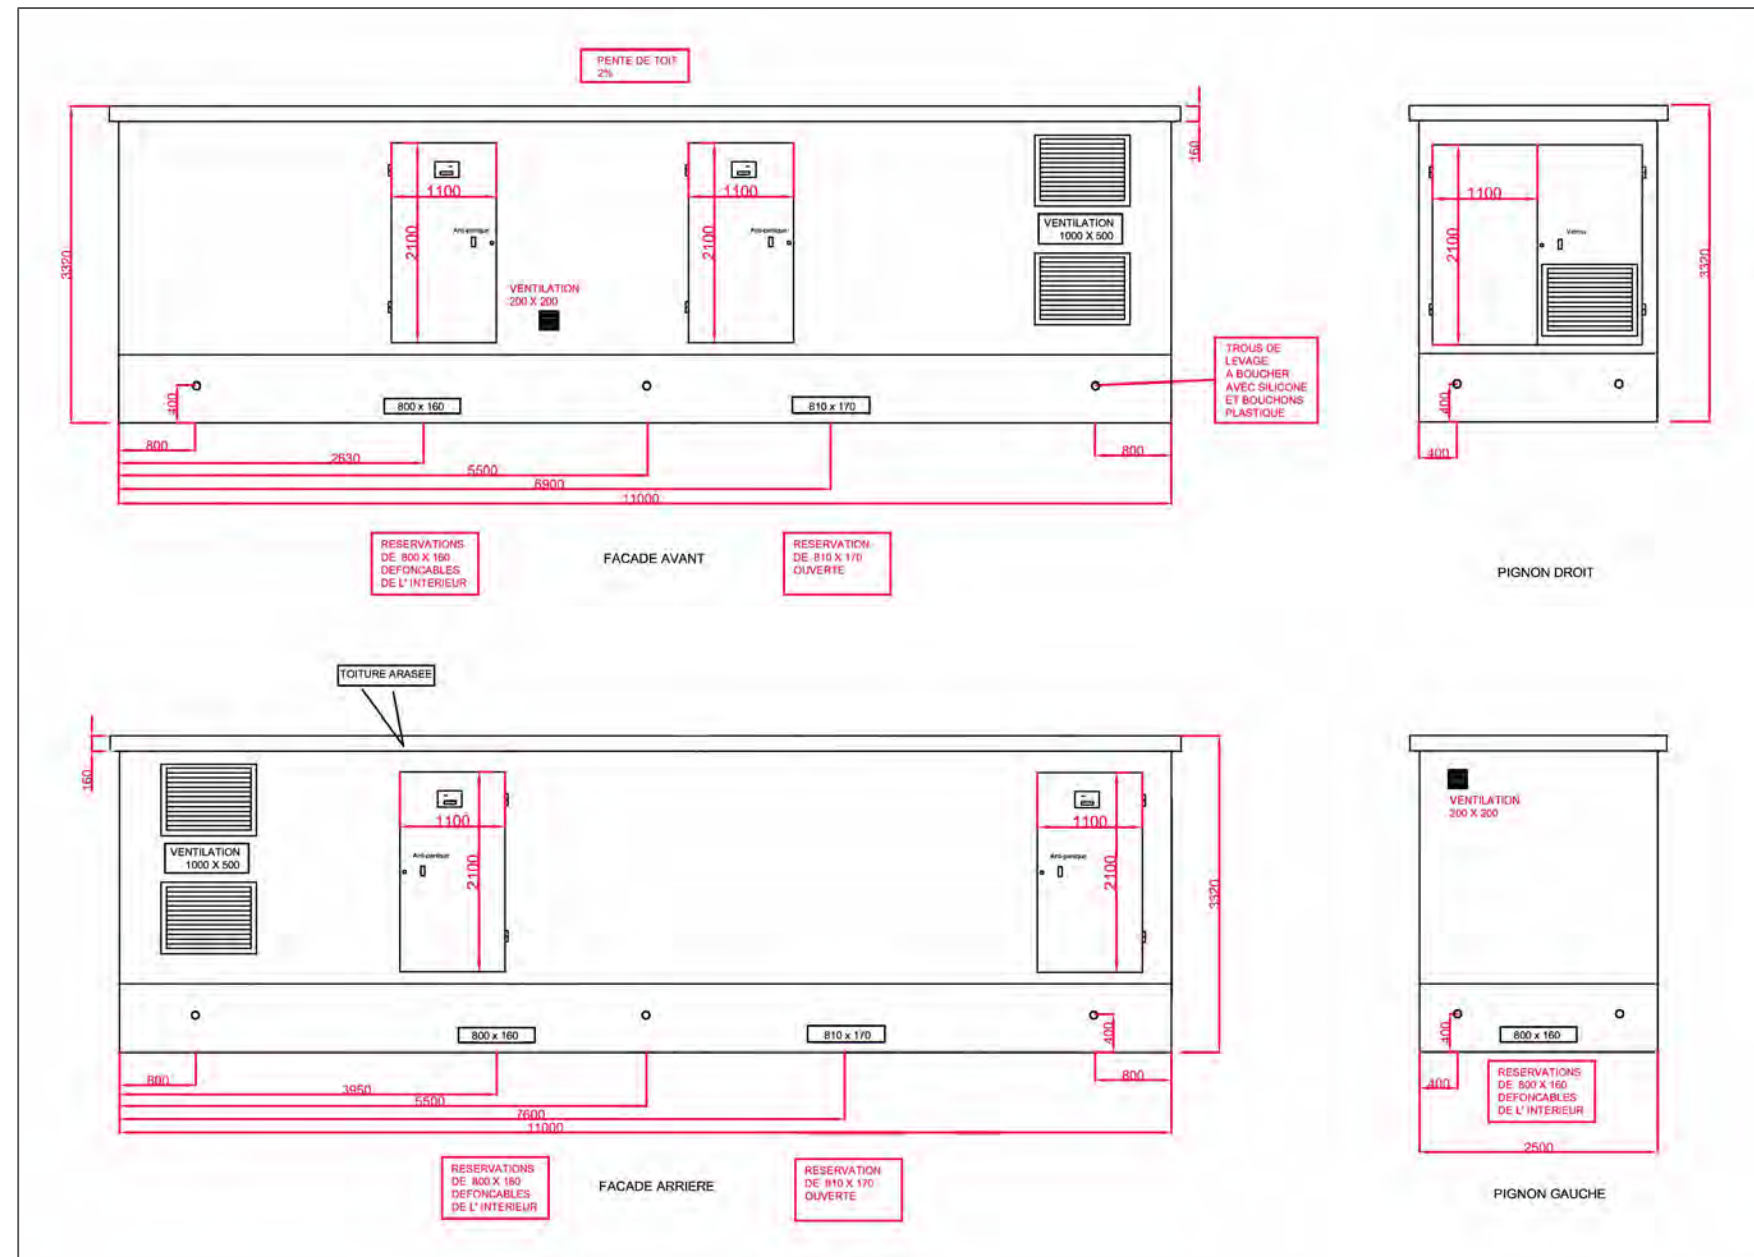 PENTE DE TOIT
2%
3320
1100
2100
Anti-panique
VENTILATION
200 X 200
1100
2100
Anti-panique
VENTILATION
1000 X 500
160
TROUS DE
LEVAGE
A BOUCHER
AVEC SILICONE
ET BOUCHONS
PLASTIQUE
400
800 x 160
810 x 170
800
2630
5500
6900
11000
800
RESERVATIONS
DE 800 X 160
DEFONCABLES
DE L' INTERIEUR
FACADE AVANT
RESERVATION
DE 810 X 170
OUVERTE
1100
2100
Verrou
3320
400
400
PIGNON DROIT
TOITURE ARASEE
160
VENTILATION
1000 X 500
1100
2100
Anti-panique
1100
2100
Anti-panique
3320
800 x 160
810 x 170
400
800
3950
5500
7600
11000
800
RESERVATIONS
DE 800 X 160
DEFONCABLES
DE L' INTERIEUR
FACADE ARRIERE
RESERVATION
DE 810 X 170
OUVERTE
VENTILATION
200 X 200
400
800 x 160
400
RESERVATIONS
DE 800 X 160
DEFONCABLES
DE L' INTERIEUR
2500
PIGNON GAUCHE